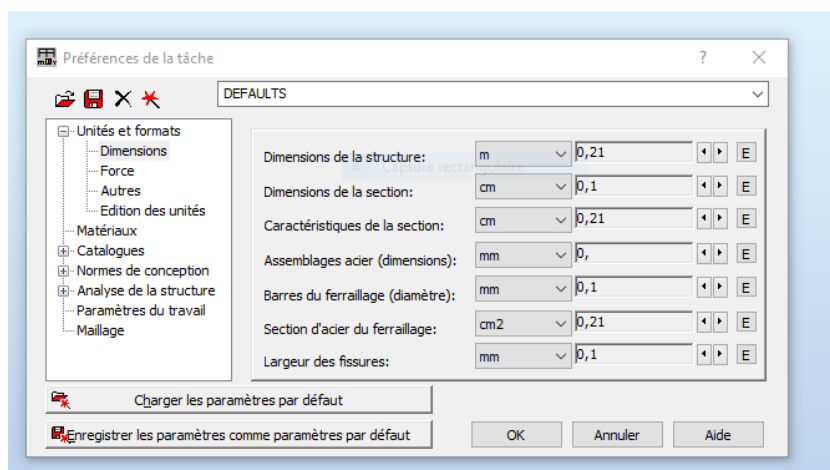 Préférences de la tâche
DEFAULTS
Unités et formats
Dimensions
Force
Autres
Edition des unités
Matériaux
Catalogues
Normes de conception
Analyse de la structure
Paramètres du travail
Maillage
Dimensions de la structure: m 0,21 E
Capture rectangulaire
Dimensions de la section: cm 0,1 E
Caractéristiques de la section: cm 0,21 E
Assemblages acier (dimensions): mm 0, E
Barres du ferraillage (diamètre): mm 0,1 E
Section d'acier du ferraillage: cm2 0,21 E
Largeur des fissures: mm 0,1 E
Charger les paramètres par défaut
Enregistrer les paramètres comme paramètres par défaut
OK Annuler Aide